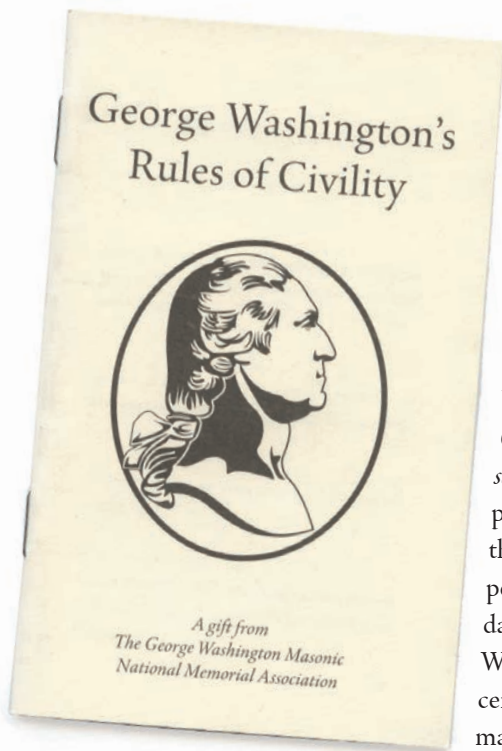 George Washington's
Rules of Civility
A gift from
The George Washington Masonic
National Memorial Association